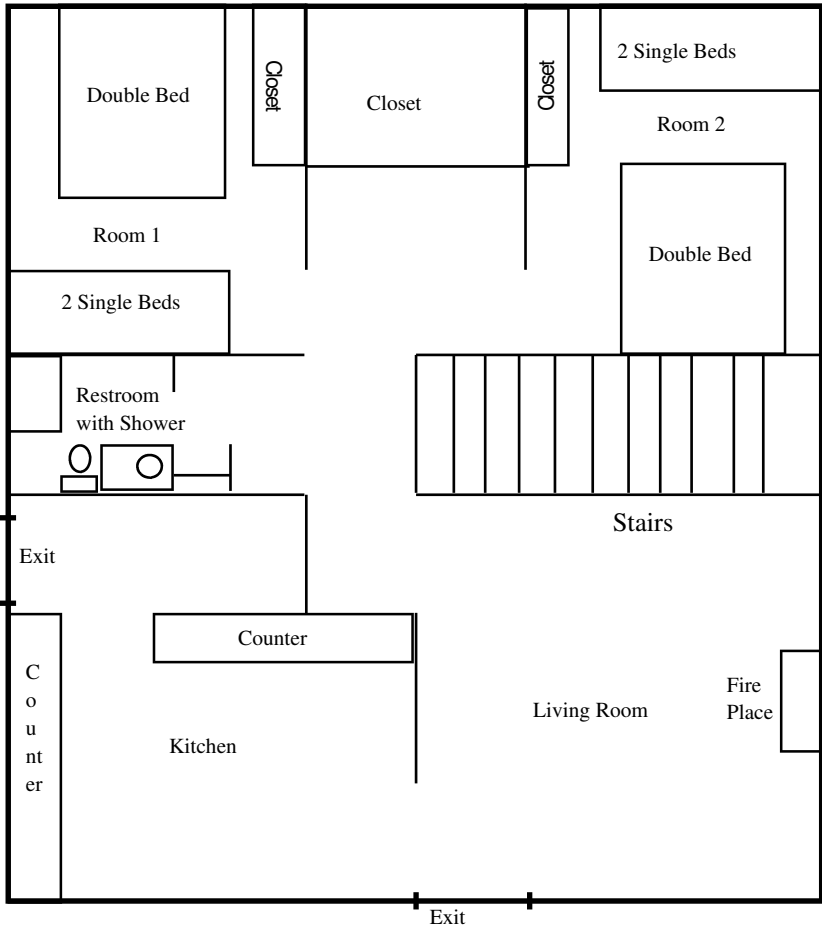 Double Bed
Closet
Closet
Closet
2 Single Beds
Room 2
Room 1
Double Bed
2 Single Beds
Restroom
with Shower
Stairs
Exit
Counter
C
o
u
nt
er
Kitchen
Living Room
Fire
Place
Exit